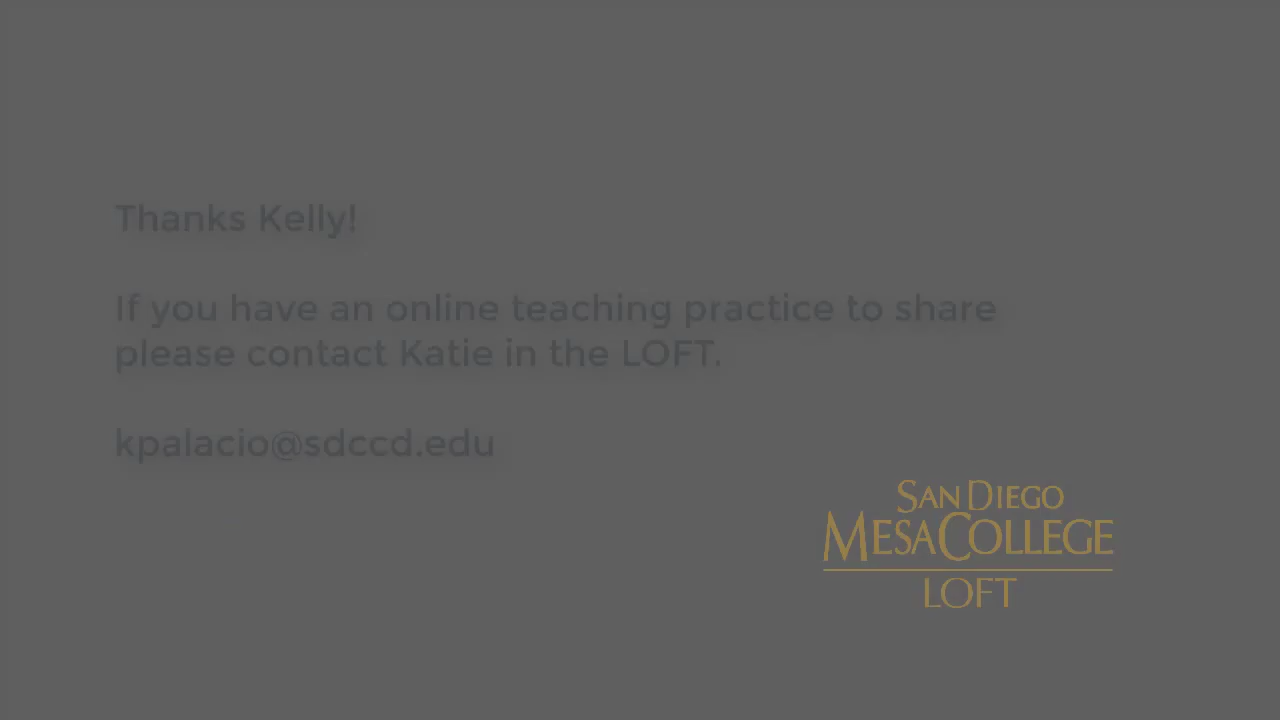 Thanks Kelly!
If you have an online teaching practice to share
please contact Katie in the LOFT.
kpalacio@sdccd.edu
SAN DIEGO
MESA COLLEGE
LOFT